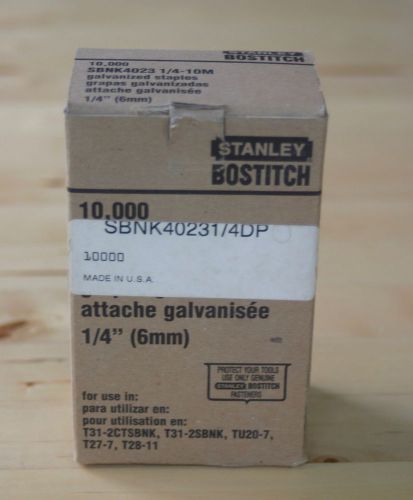 10,000
SBNK4023 1/4-10M
galvanized staples
grapas galvanizadas
attache galvanisée
1/4" (6mm)
STANLEY
BOSTITCH
STANLEY
BOSTITCH
10,000
SBNK40231/4DP
10000
MADE IN U.S.A.
attache galvanisée
1/4" (6mm)
PROTECT YOUR TOOLS
USE ONLY GENUINE
STANLEY BOSTITCH
FASTENERS
for use in:
para utilizar en:
pour utilisation en:
T31-2CTSBNK, T31-2SBNK, TU20-7,
T27-7, T28-11